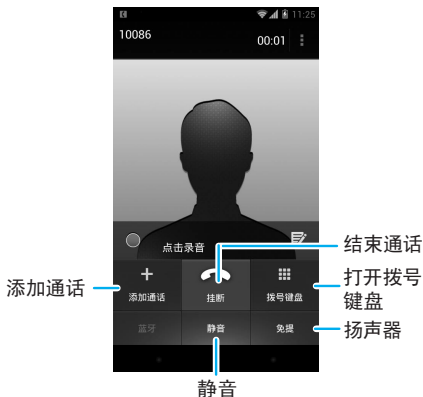 11:25
10086
00:01
点击录音
结束通话
添加通话
添加通话
挂断
拨号键盘
打开拨号
键盘
蓝牙
静音
免提
扬声器
静音